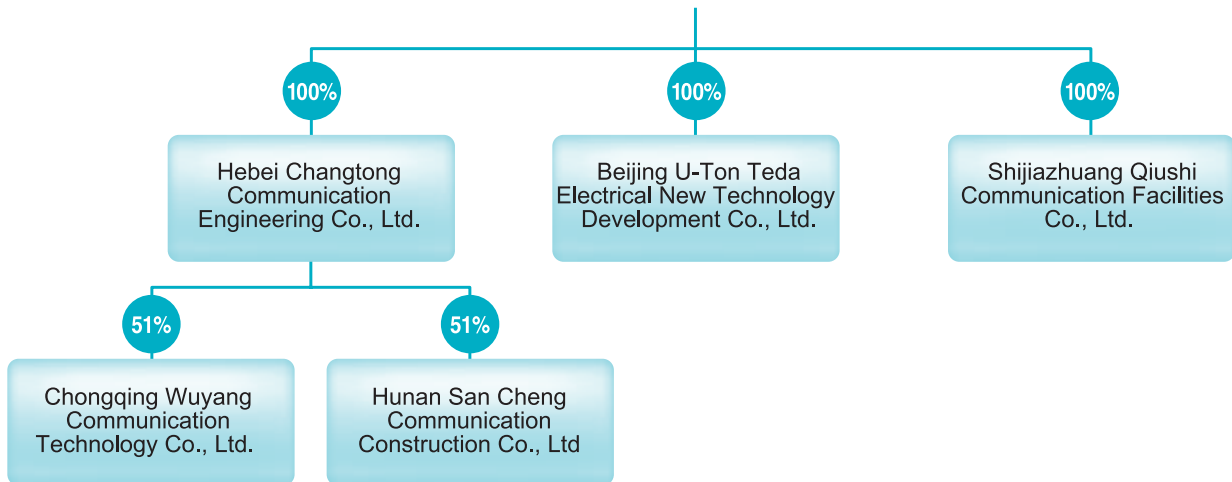 100%
100%
100%
Hebei Changtong
Communication
Engineering Co., Ltd.
Beijing U-Ton Teda
Electrical New Technology
Development Co., Ltd.
Shijiazhuang Qiushi
Communication Facilities
Co., Ltd.
51%
51%
Chongqing Wuyang
Communication
Technology Co., Ltd.
Hunan San Cheng
Communication
Construction Co., Ltd